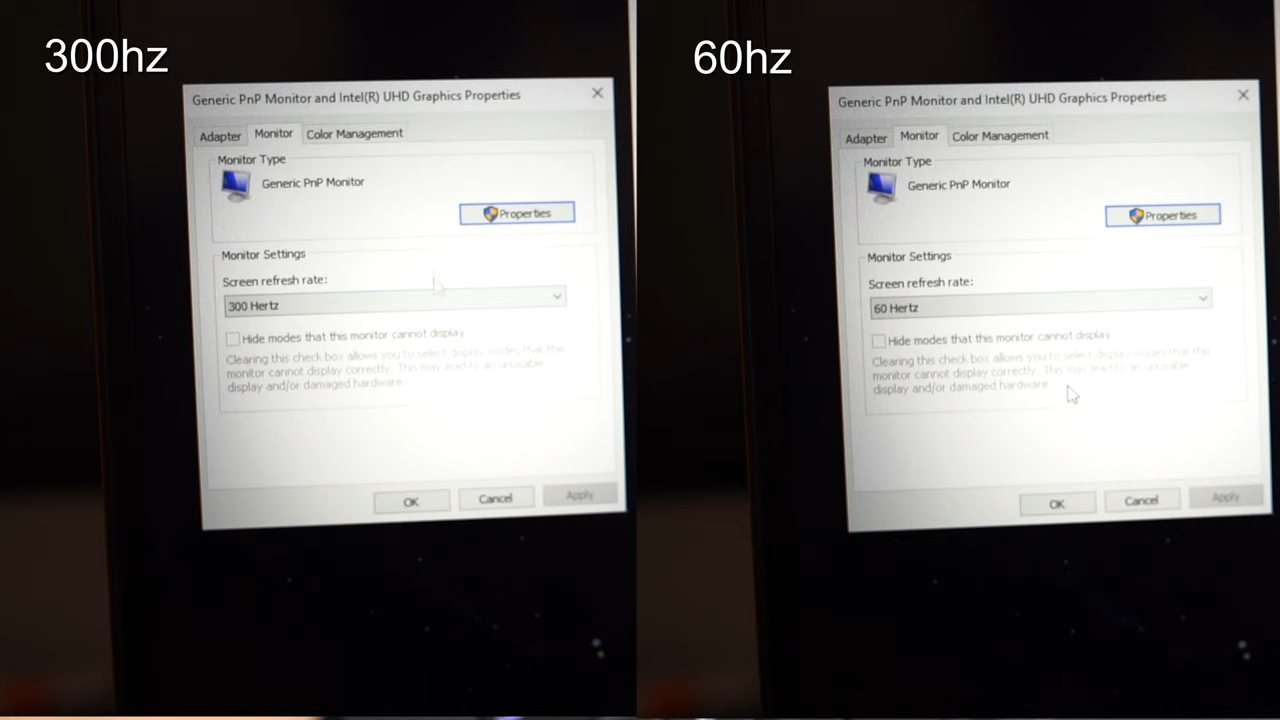 300hz
Generic PnP Monitor and Intel(R) UHD Graphics Properties
Adapter Monitor Color Management
Monitor Type
Generic PnP Monitor
Properties
Monitor Settings
Screen refresh rate:
300 Hertz
Hide modes that this monitor cannot display
Clearing this check box allows you to select display modes that this
monitor cannot display correctly. This may lead to an unusable
display and/or damaged hardware.
OK Cancel Apply
60hz
Generic PnP Monitor and Intel(R) UHD Graphics Properties
Adapter Monitor Color Management
Monitor Type
Generic PnP Monitor
Properties
Monitor Settings
Screen refresh rate:
60 Hertz
Hide modes that this monitor cannot display
Clearing this check box allows you to select display modes that this
monitor cannot display correctly. This may lead to an unusable
display and/or damaged hardware
OK Cancel Apply